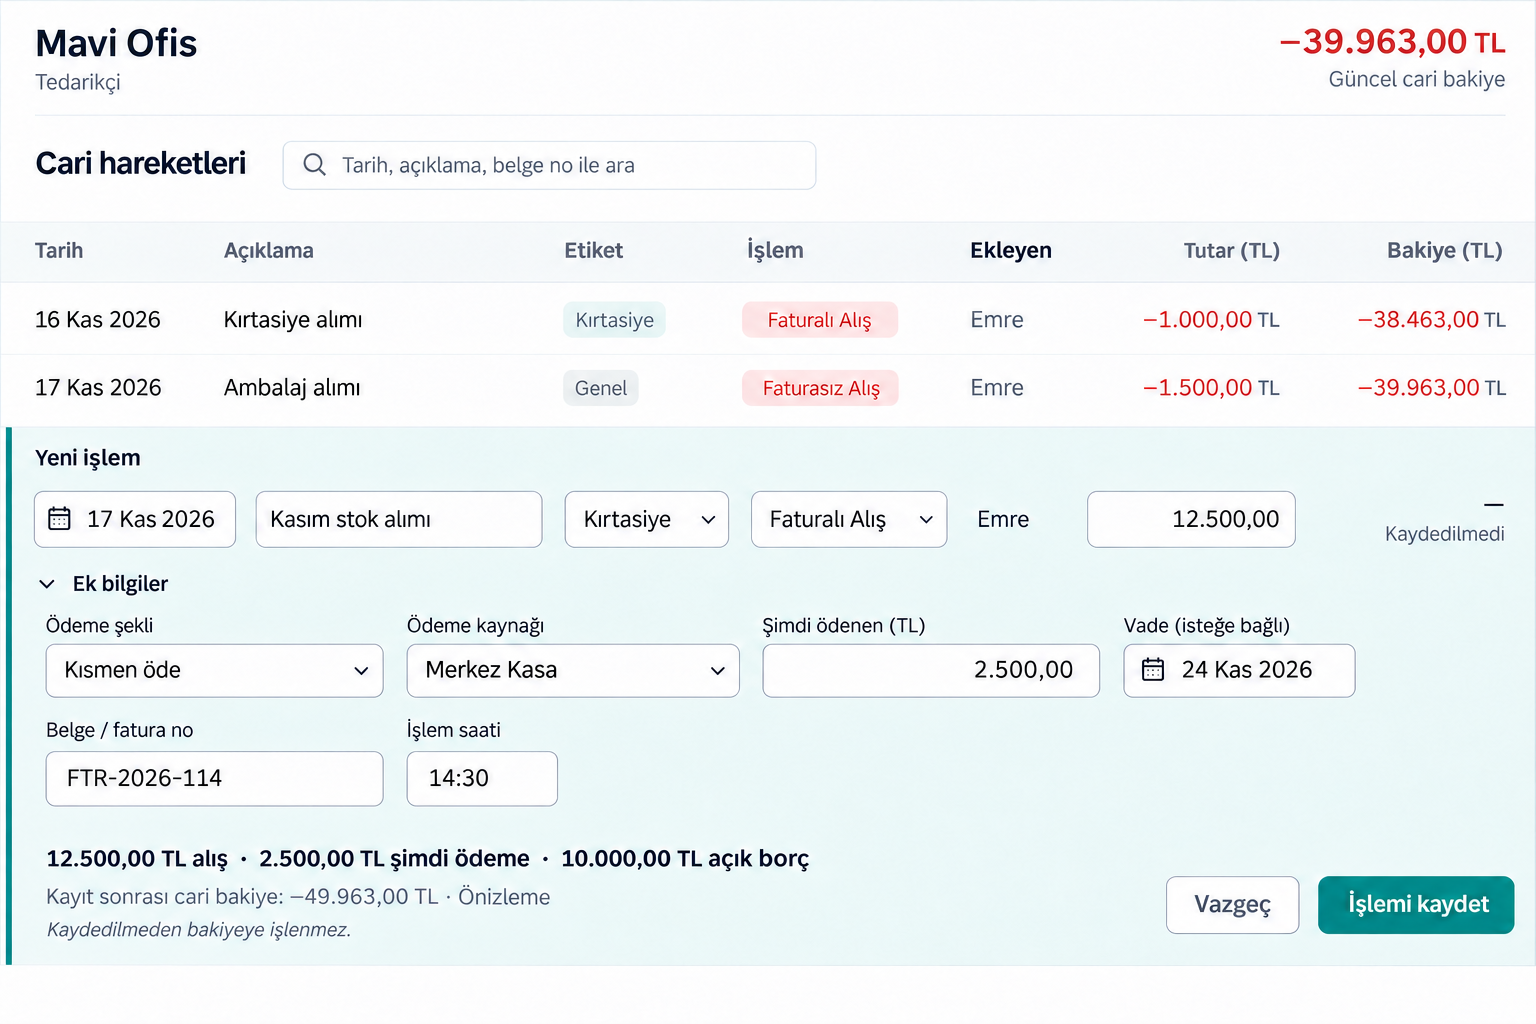 Mavi Ofis
−39.963,00 TL
Tedarikçi
Güncel cari bakiye
Cari hareketleri
Tarih, açıklama, belge no ile ara
Tarih Açıklama Etiket İşlem Ekleyen Tutar (TL) Bakiye (TL)
16 Kas 2026 Kırtasiye alımı Kırtasiye Faturalı Alış Emre −1.000,00 TL −38.463,00 TL
17 Kas 2026 Ambalaj alımı Genel Faturasız Alış Emre −1.500,00 TL −39.963,00 TL
Yeni işlem
17 Kas 2026 Kasım stok alımı Kırtasiye Faturalı Alış Emre 12.500,00 —
Kaydedilmedi
Ek bilgiler
Ödeme şekli Ödeme kaynağı Şimdi ödenen (TL) Vade (isteğe bağlı)
Kısmen öde Merkez Kasa 2.500,00 24 Kas 2026
Belge / fatura no İşlem saati
FTR-2026-114 14:30
12.500,00 TL alış · 2.500,00 TL şimdi ödeme · 10.000,00 TL açık borç
Kayıt sonrası cari bakiye: −49.963,00 TL · Önizleme
Kaydedilmeden bakiyeye işlenmez.
Vazgeç İşlemi kaydet